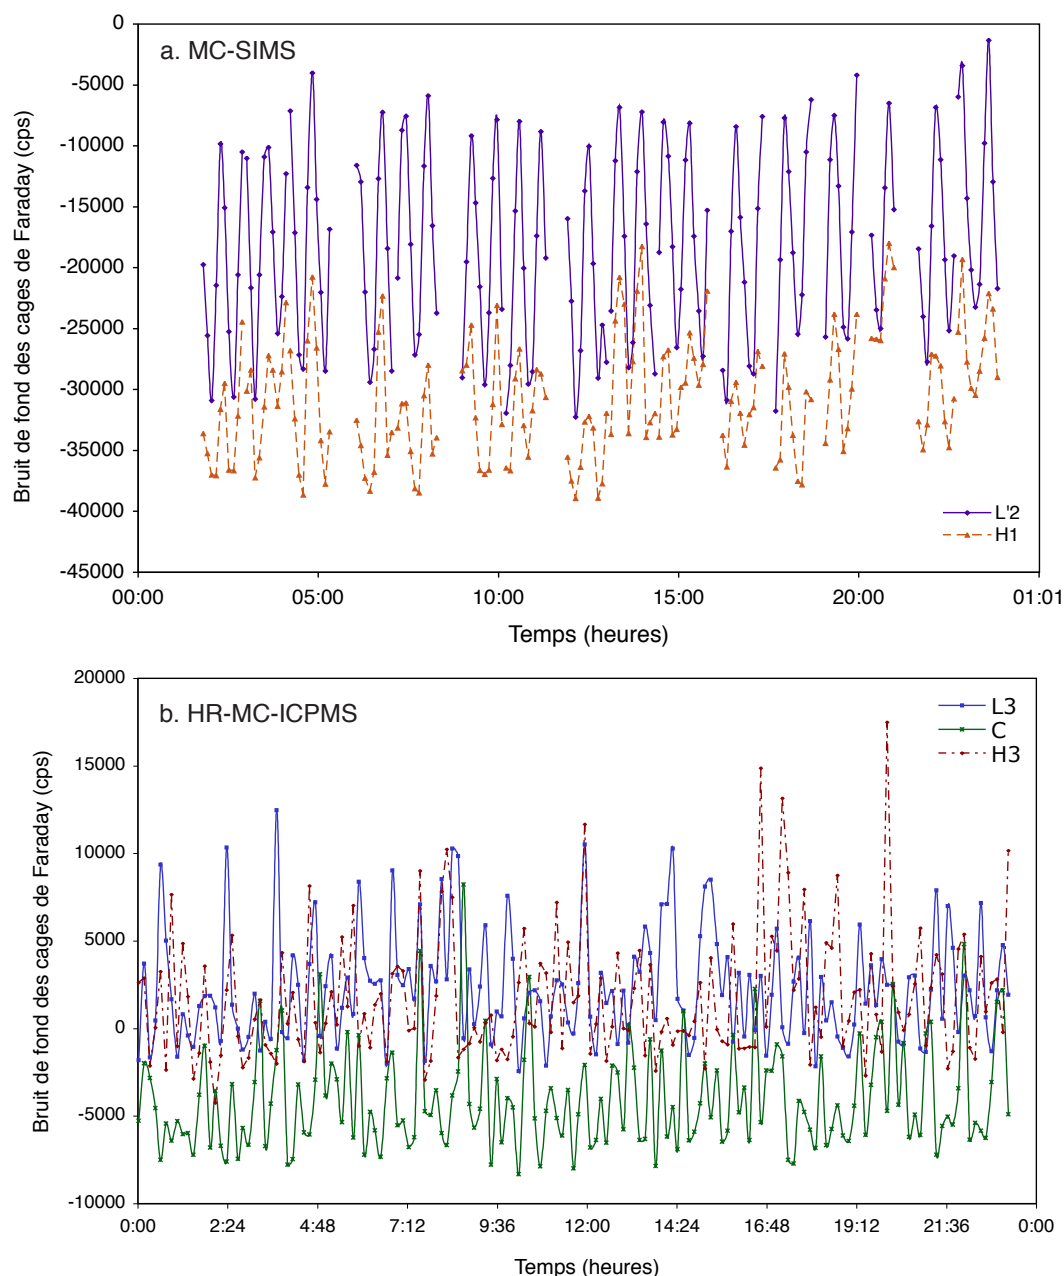 a. MC-SIMS
Bruit de fond des cages de Faraday (cps)
0
-5000
-10000
-15000
-20000
-25000
-30000
-35000
-40000
-45000
L'2
H1
00:00 05:00 10:00 15:00 20:00 01:01
Temps (heures)
b. HR-MC-ICPMS
Bruit de fond des cages de Faraday (cps)
20000
15000
10000
5000
0
-5000
-10000
L3
C
H3
0:00 2:24 4:48 7:12 9:36 12:00 14:24 16:48 19:12 21:36 0:00
Temps (heures)